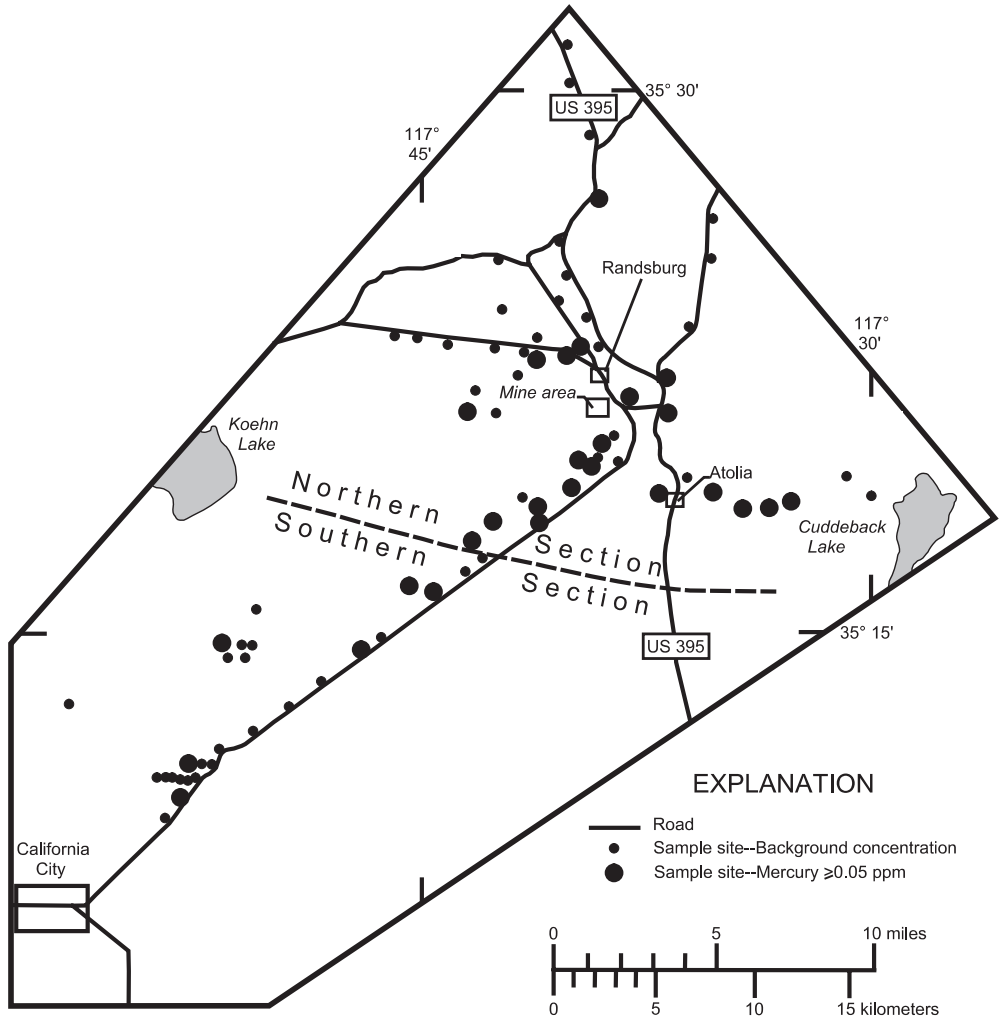 US 395
35° 30'
117°
45'
Randsburg
117°
30'
Mine area
Koehn
Lake
Atolia
Northern
Section
Southern
Section
Cuddeback
Lake
35° 15'
US 395
EXPLANATION
Road
Sample site--Background concentration
Sample site--Mercury ≥0.05 ppm
California
City
0 5 10 miles
0 5 10 15 kilometers